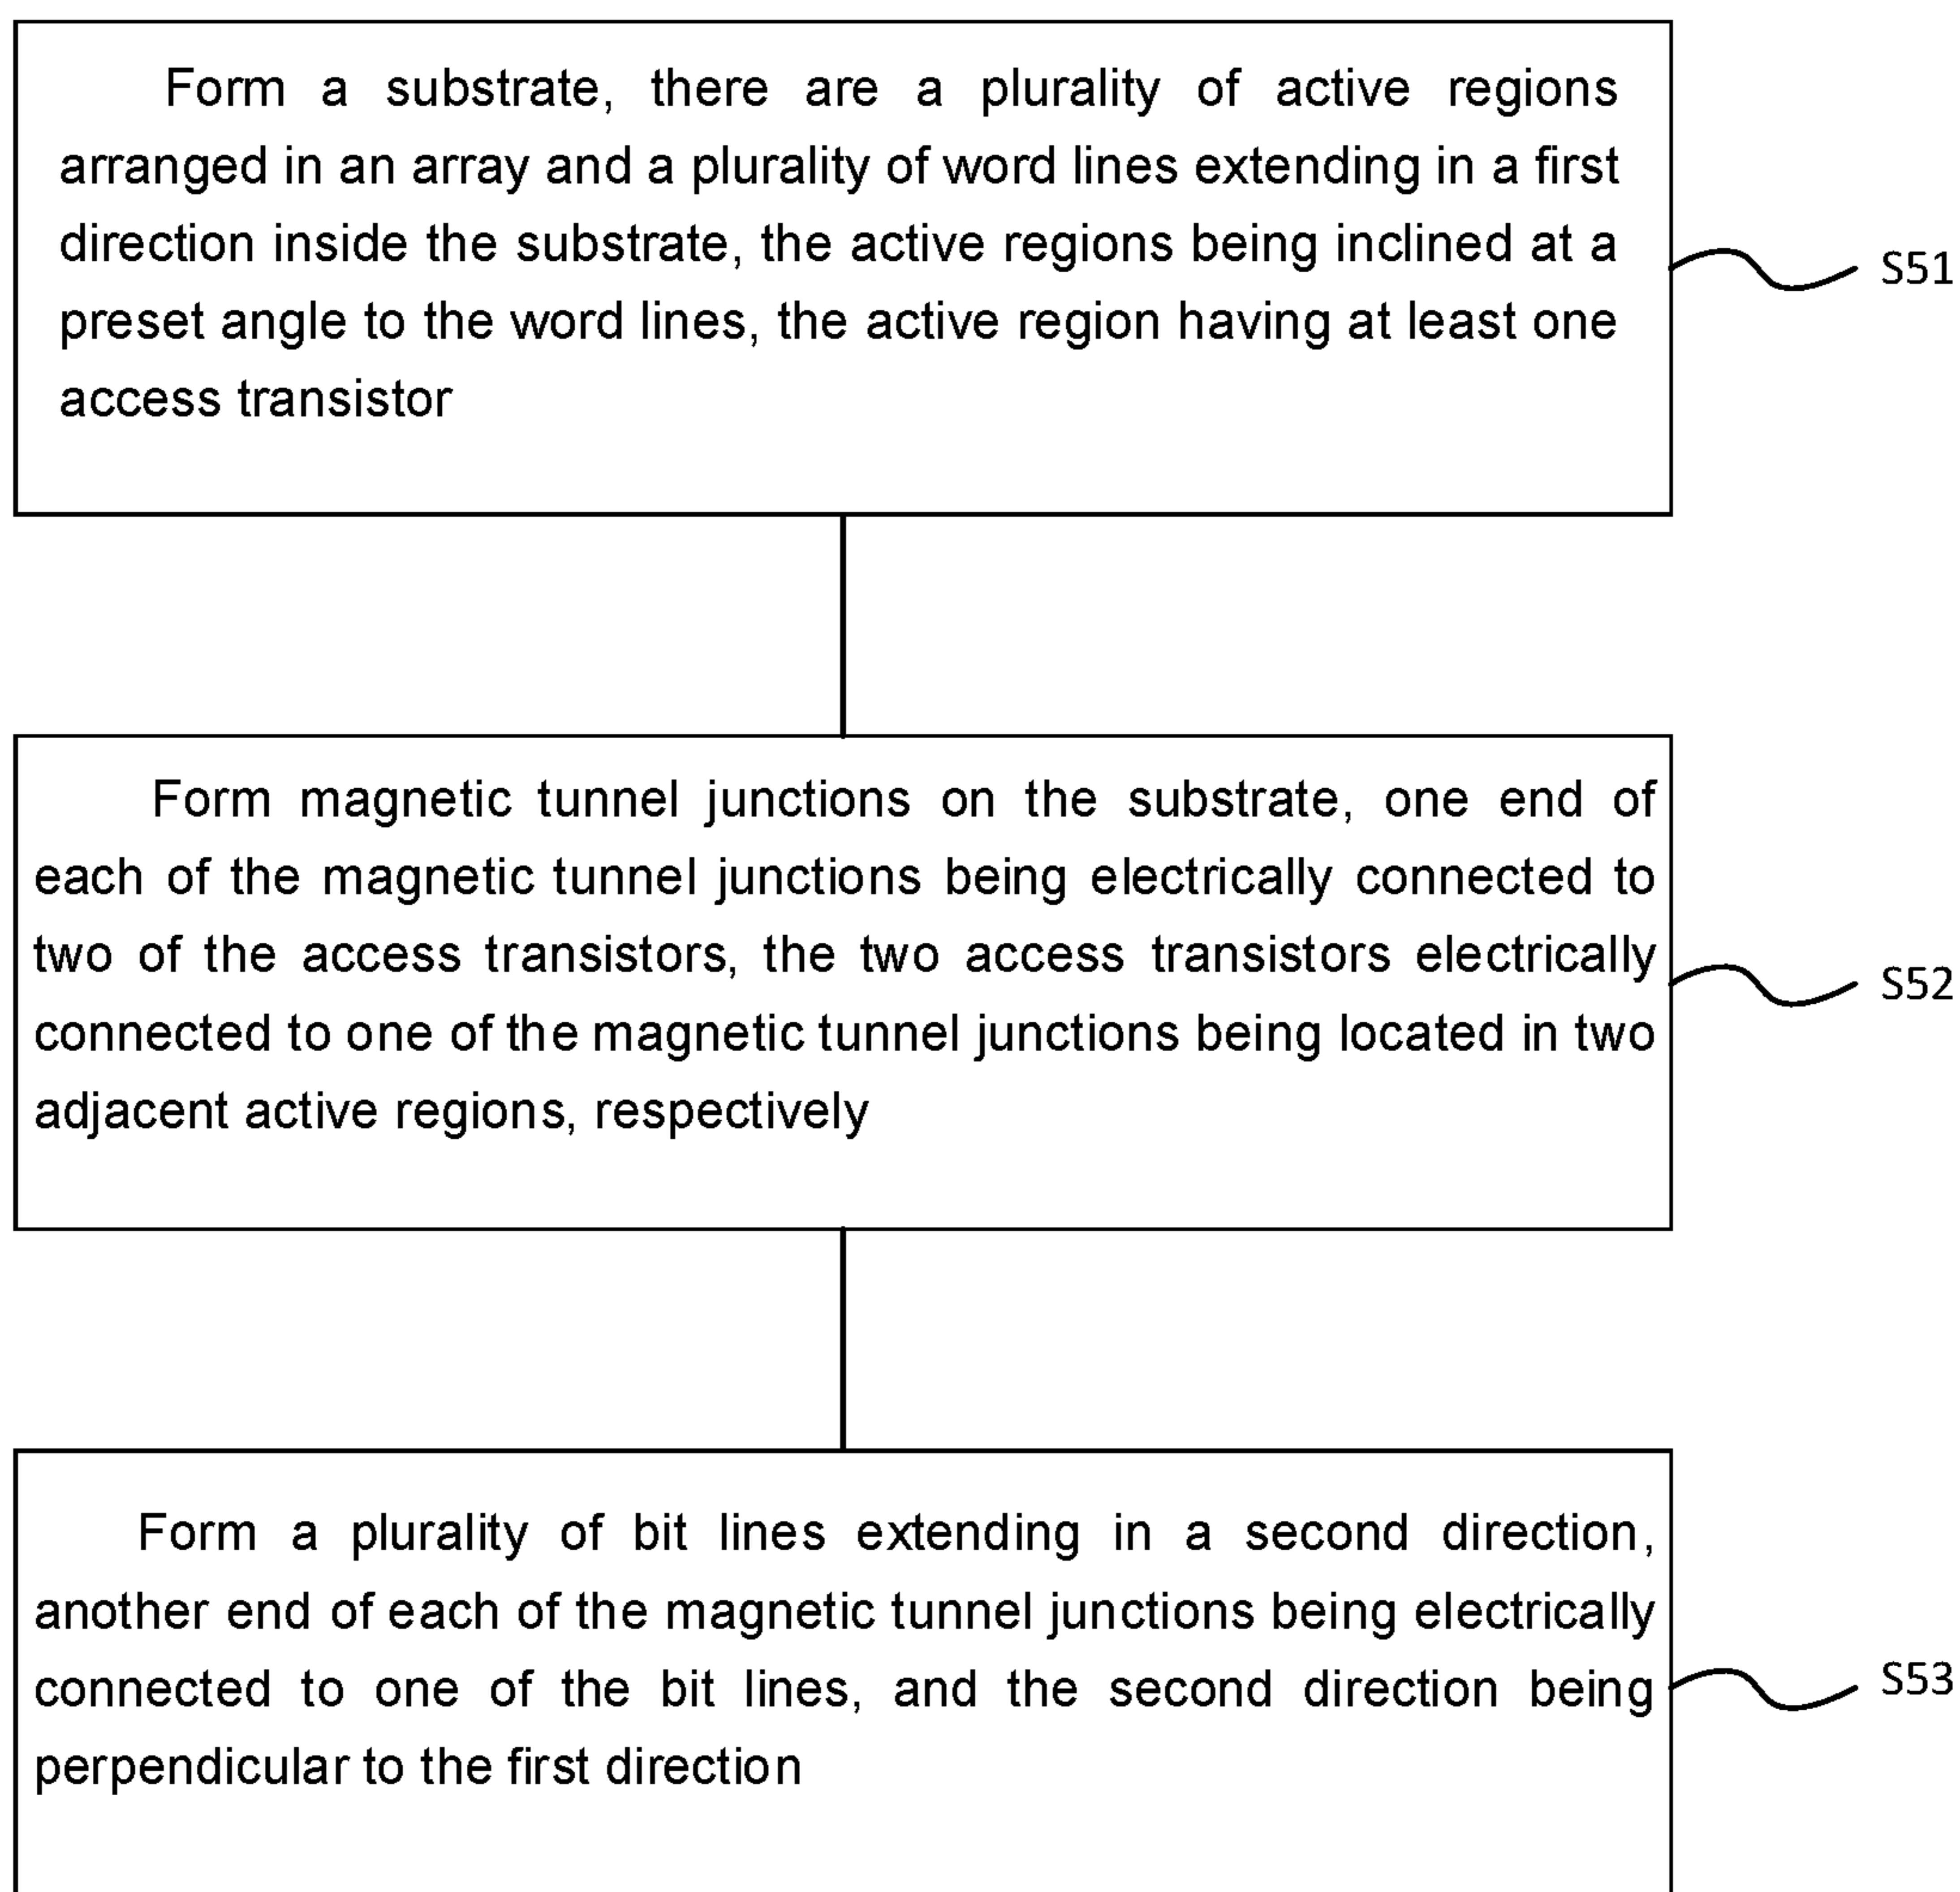 Form a substrate, there are a plurality of active regions
arranged in an array and a plurality of word lines extending in a first
direction inside the substrate, the active regions being inclined at a
preset angle to the word lines, the active region having at least one
access transistor
S51
Form magnetic tunnel junctions on the substrate, one end of
each of the magnetic tunnel junctions being electrically connected to
two of the access transistors, the two access transistors electrically
connected to one of the magnetic tunnel junctions being located in two
adjacent active regions, respectively
S52
Form a plurality of bit lines extending in a second direction,
another end of each of the magnetic tunnel junctions being electrically
connected to one of the bit lines, and the second direction being
perpendicular to the first direction
S53